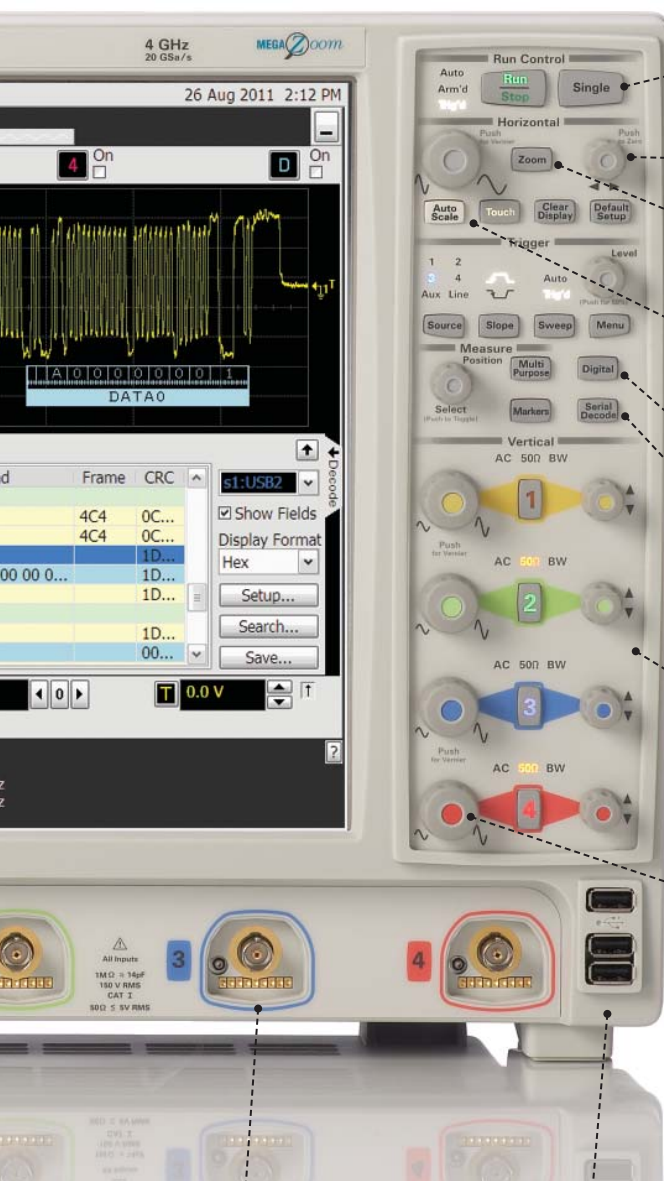 4 GHz
20 GSa/s
MEGA Zoom
26 Aug 2011 2:12 PM
4 On
D On
T
A 0 0 0 0 0 0 0 1
DATA0
Decode
d Frame CRC
s1:USB2
4C4 0C...
4C4 0C...
1D...
00 00 0... 1D...
1D...
1D...
00...
Show Fields
Display Format
Hex
Setup...
Search...
Save...
0
T 0.0 V
?
z
z
Run Control
Auto
Arm'd
Trig'd
Run
Stop
Single
Horizontal
Push
for Vernier
Zoom
Push
to Zero
Auto
Scale
Touch
Clear
Display
Default
Setup
Trigger
Level
1 2
3 4
Aux Line
Auto
Trig'd
Source
Slope
Sweep
Menu
Measure
Position
Multi
Purpose
Digital
Select
(Push to Toggle)
Markers
Serial
Decode
Vertical
AC 50Ω BW
1
Push
for Vernier
AC 50Ω BW
2
AC 50Ω BW
3
Push
for Vernier
AC 50Ω BW
4
All Inputs
1MΩ ≈ 14pF
150 V RMS
CAT I
50Ω ≤ 5V RMS
3
4